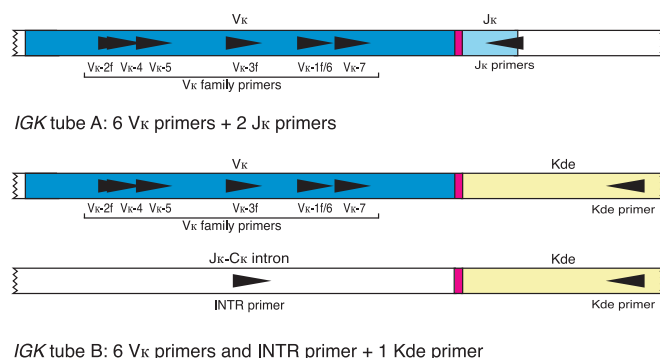 Vκ Jκ
Vκ-2f Vκ-4 Vκ-5 Vκ-3f Vκ-1f/6 Vκ-7 Jκ primers
Vκ family primers
IGK tube A: 6 Vκ primers + 2 Jκ primers
Vκ Kde
Vκ-2f Vκ-4 Vκ-5 Vκ-3f Vκ-1f/6 Vκ-7 Kde primer
Vκ family primers
Jκ-Cκ intron Kde
INTR primer Kde primer
IGK tube B: 6 Vκ primers and INTR primer + 1 Kde primer